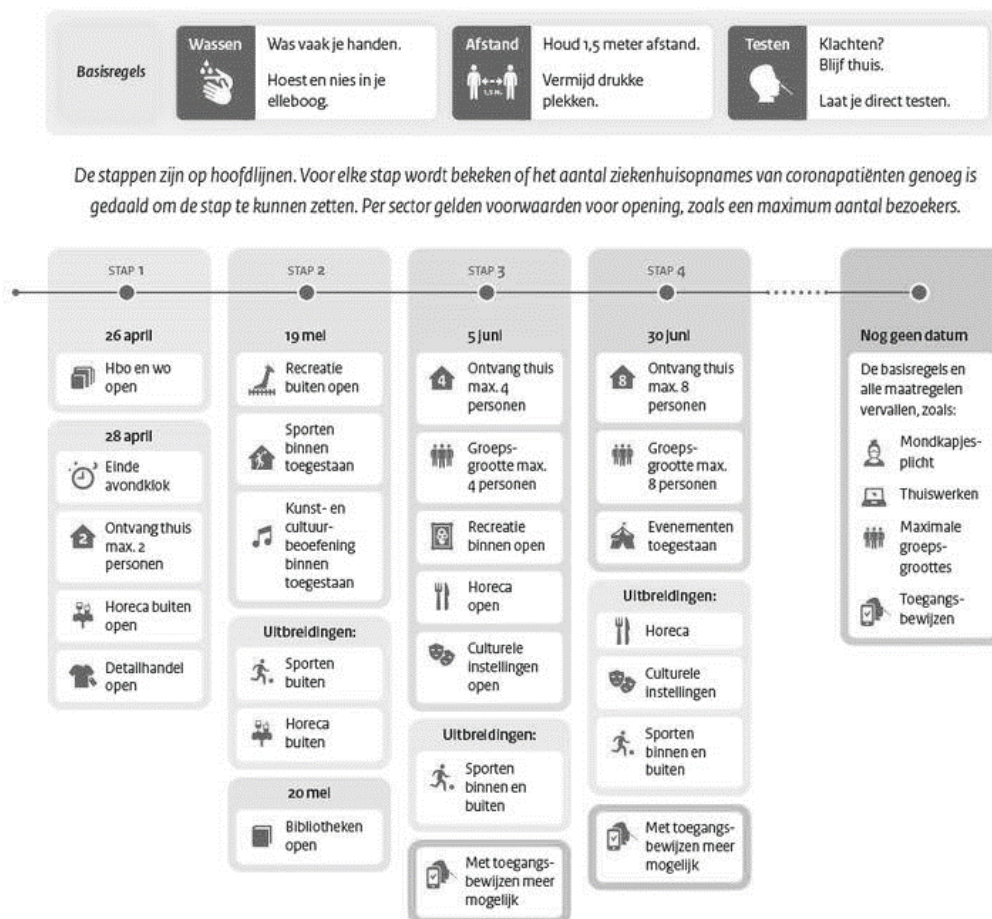 Basisregels
Wassen
Was vaak je handen.
Hoest en nies in je
elleboog.
Afstand
1,5 M.
Houd 1,5 meter afstand.
Vermijd drukke
plekken.
Testen
Klachten?
Blijf thuis.
Laat je direct testen.
De stappen zijn op hoofdlijnen. Voor elke stap wordt bekeken of het aantal ziekenhuisopnames van coronapatiënten genoeg is
gedaald om de stap te kunnen zetten. Per sector gelden voorwaarden voor opening, zoals een maximum aantal bezoekers.
STAP 1
26 april
Hbo en wo
open
28 april
Einde
avondklok
2
Ontvang thuis
max. 2
personen
Horeca buiten
open
Detailhandel
open
STAP 2
19 mei
Recreatie
buiten open
Sporten
binnen
toegestaan
Kunst- en
cultuur-
beoefening
binnen
toegestaan
Uitbreidingen:
Sporten
buiten
Horeca
buiten
20 mei
Bibliotheken
open
STAP 3
5 juni
4
Ontvang thuis
max. 4
personen
Groeps-
grootte max.
4 personen
Recreatie
binnen open
Horeca
open
Culturele
instellingen
open
Uitbreidingen:
Sporten
binnen en
buiten
Met toegangs-
bewijzen meer
mogelijk
STAP 4
30 juni
8
Ontvang thuis
max. 8
personen
Groeps-
grootte max.
8 personen
Evenementen
toegestaan
Uitbreidingen:
Horeca
Culturele
instellingen
Sporten
binnen en
buiten
Met toegangs-
bewijzen meer
mogelijk
Nog geen datum
De basisregels en
alle maatregelen
vervallen, zoals:
Mondkapjes-
plicht
Thuiswerken
Maximale
groeps-
groottes
Toegangs-
bewijzen